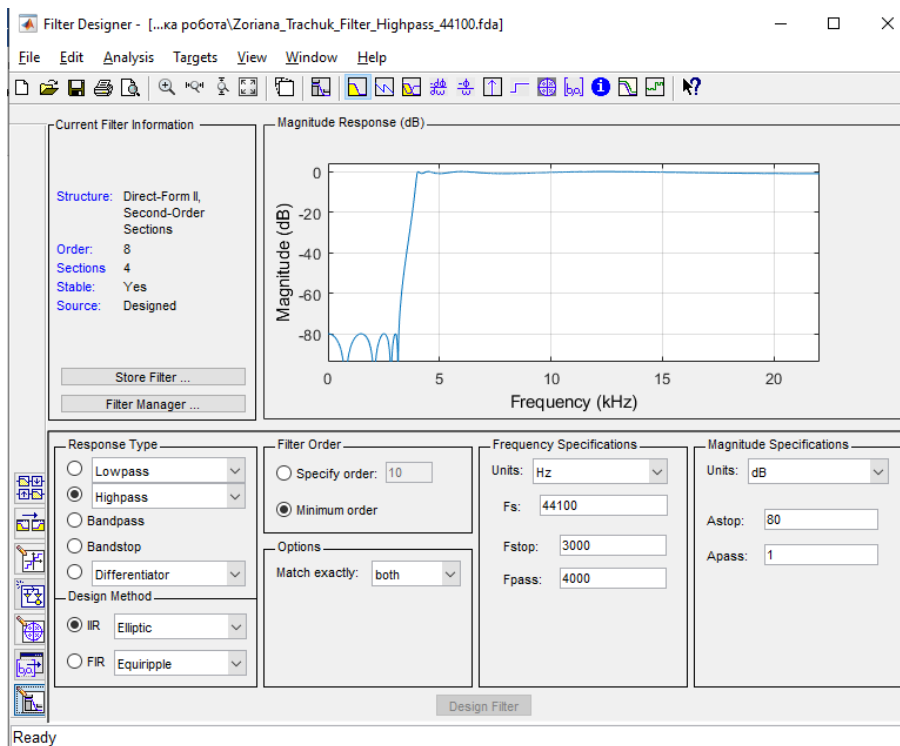 Filter Designer - [...ка робота\Zoriana_Trachuk_Filter_Highpass_44100.fda]
File Edit Analysis Targets View Window Help
Current Filter Information
Structure: Direct-Form II,
Second-Order
Sections
Order: 8
Sections 4
Stable: Yes
Source: Designed
Store Filter ...
Filter Manager ...
Magnitude Response (dB)
Magnitude (dB)
0
-20
-40
-60
-80
0 5 10 15 20
Frequency (kHz)
Response Type
Lowpass
Highpass
Bandpass
Bandstop
Differentiator
Design Method
IIR Elliptic
FIR Equiripple
Filter Order
Specify order: 10
Minimum order
Options
Match exactly: both
Frequency Specifications
Units: Hz
Fs: 44100
Fstop: 3000
Fpass: 4000
Magnitude Specifications
Units: dB
Astop: 80
Apass: 1
Design Filter
Ready